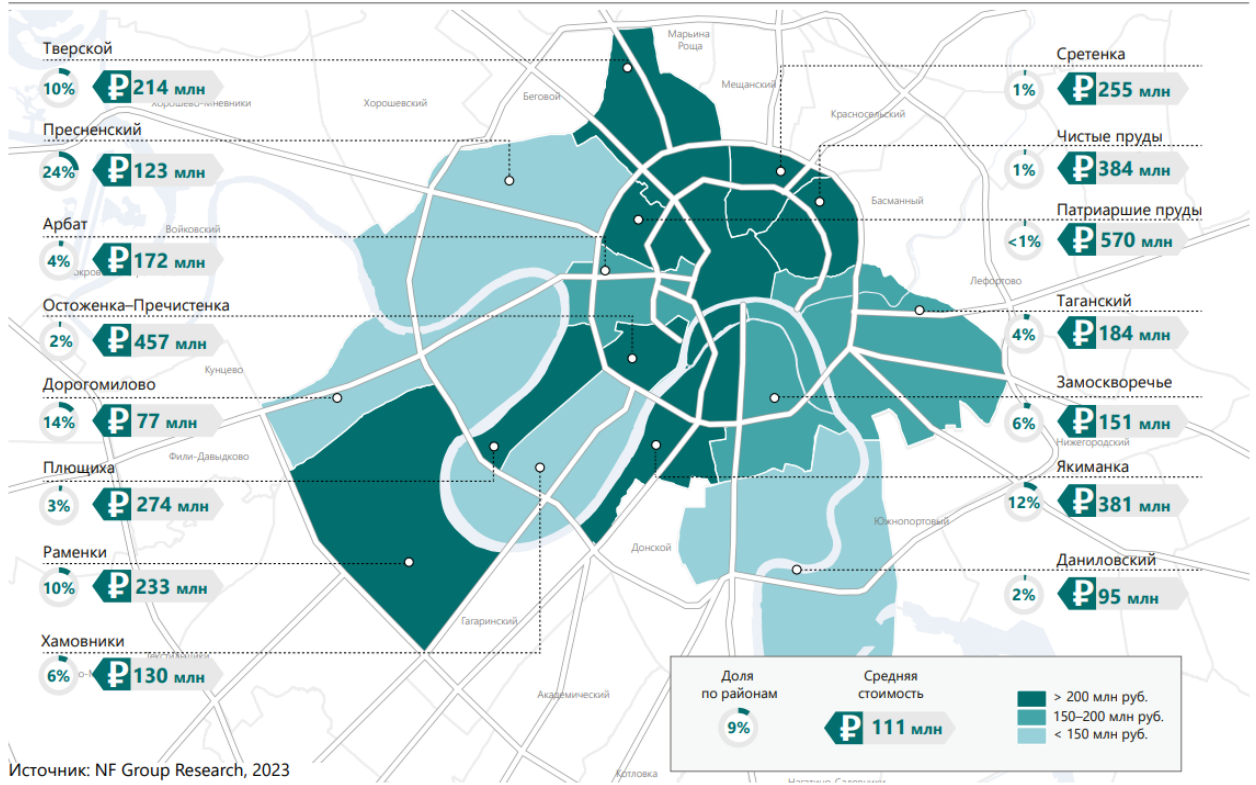 Тверской
10%
₽ 214 млн
Хорошево-Мневники
Пресненский
24%
₽ 123 млн
Арбат
4%
₽ 172 млн
Остоженка–Пречистенка
2%
₽ 457 млн
Дорогомилово
14%
₽ 77 млн
Плющиха
3%
₽ 274 млн
Раменки
10%
₽ 233 млн
Хамовники
6%
₽ 130 млн
Марьина
Роща
Мещанский
Хорошевский
Беговой
Красносельский
Войковский
Басманный
Лефортово
Кунцево
Фили-Давыдково
Нижегородский
Южнопортовый
Донской
Гагаринский
Академический
Котловка
Нагатино-Садовники
Сретенка
1%
₽ 255 млн
Чистые пруды
1%
₽ 384 млн
Патриаршие пруды
<1%
₽ 570 млн
Таганский
4%
₽ 184 млн
Замоскворечье
6%
₽ 151 млн
Якиманка
12%
₽ 381 млн
Даниловский
2%
₽ 95 млн
Доля
по районам
9%
Средняя
стоимость
₽ 111 млн
> 200 млн руб.
150–200 млн руб.
< 150 млн руб.
Источник: NF Group Research, 2023